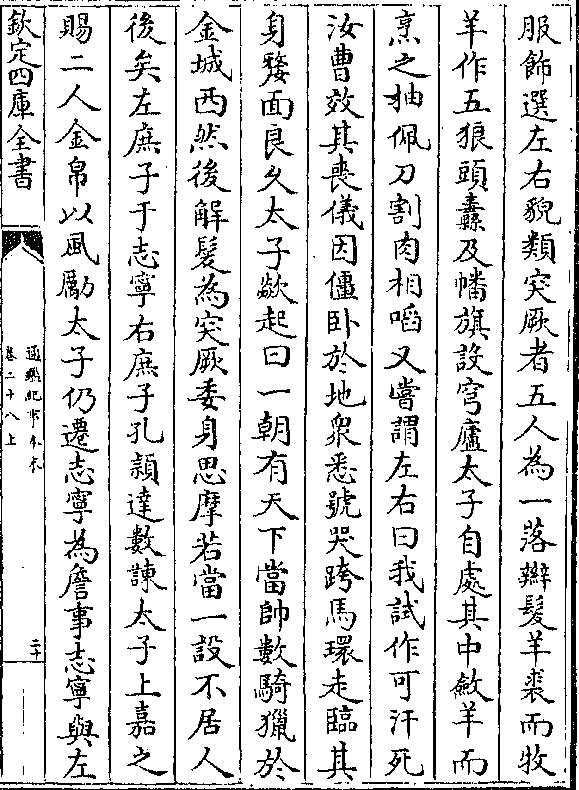 服飾選左右貌類突厥者五人為一落辮髮羊裘而牧
羊作五狼頭纛及幡旗設穹廬太子自處其中斂羊而
烹之抽佩刀割肉相啗又嘗謂左右曰我試作可汗死
汝曹效其喪儀因僵卧於地衆悉號哭跨馬環走臨其
身剺面良久太子歘起曰一朝有天下當帥數騎獵於
金城西然後解髮為突厥委身思摩若當一設不居人
後矣左庶子于志寧右庶子孔穎達數諫太子上嘉之
賜二人金帛以風勵太子仍遷志寧為詹事志寧與左
欽定四庫全書
通鑑紀事本末
卷二十八上
二十